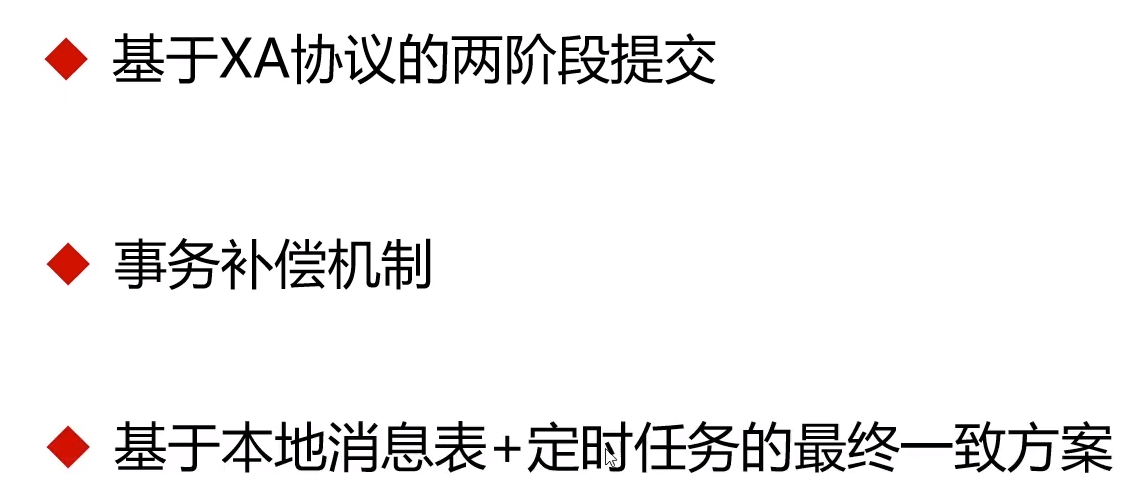 基于XA协议的两阶段提交
事务补偿机制
基于本地消息表+定时任务的最终一致方案